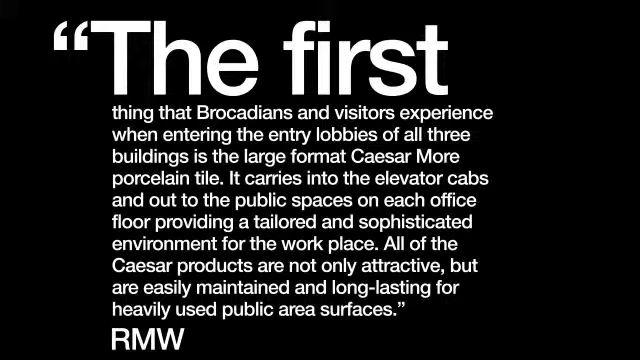 “The first
thing that Brocadians and visitors experience
when entering the entry lobbies of all three
buildings is the large format Caesar More
porcelain tile. It carries into the elevator cabs
and out to the public spaces on each office
floor providing a tailored and sophisticated
environment for the work place. All of the
Caesar products are not only attractive, but
are easily maintained and long-lasting for
heavily used public area surfaces.”
RMW